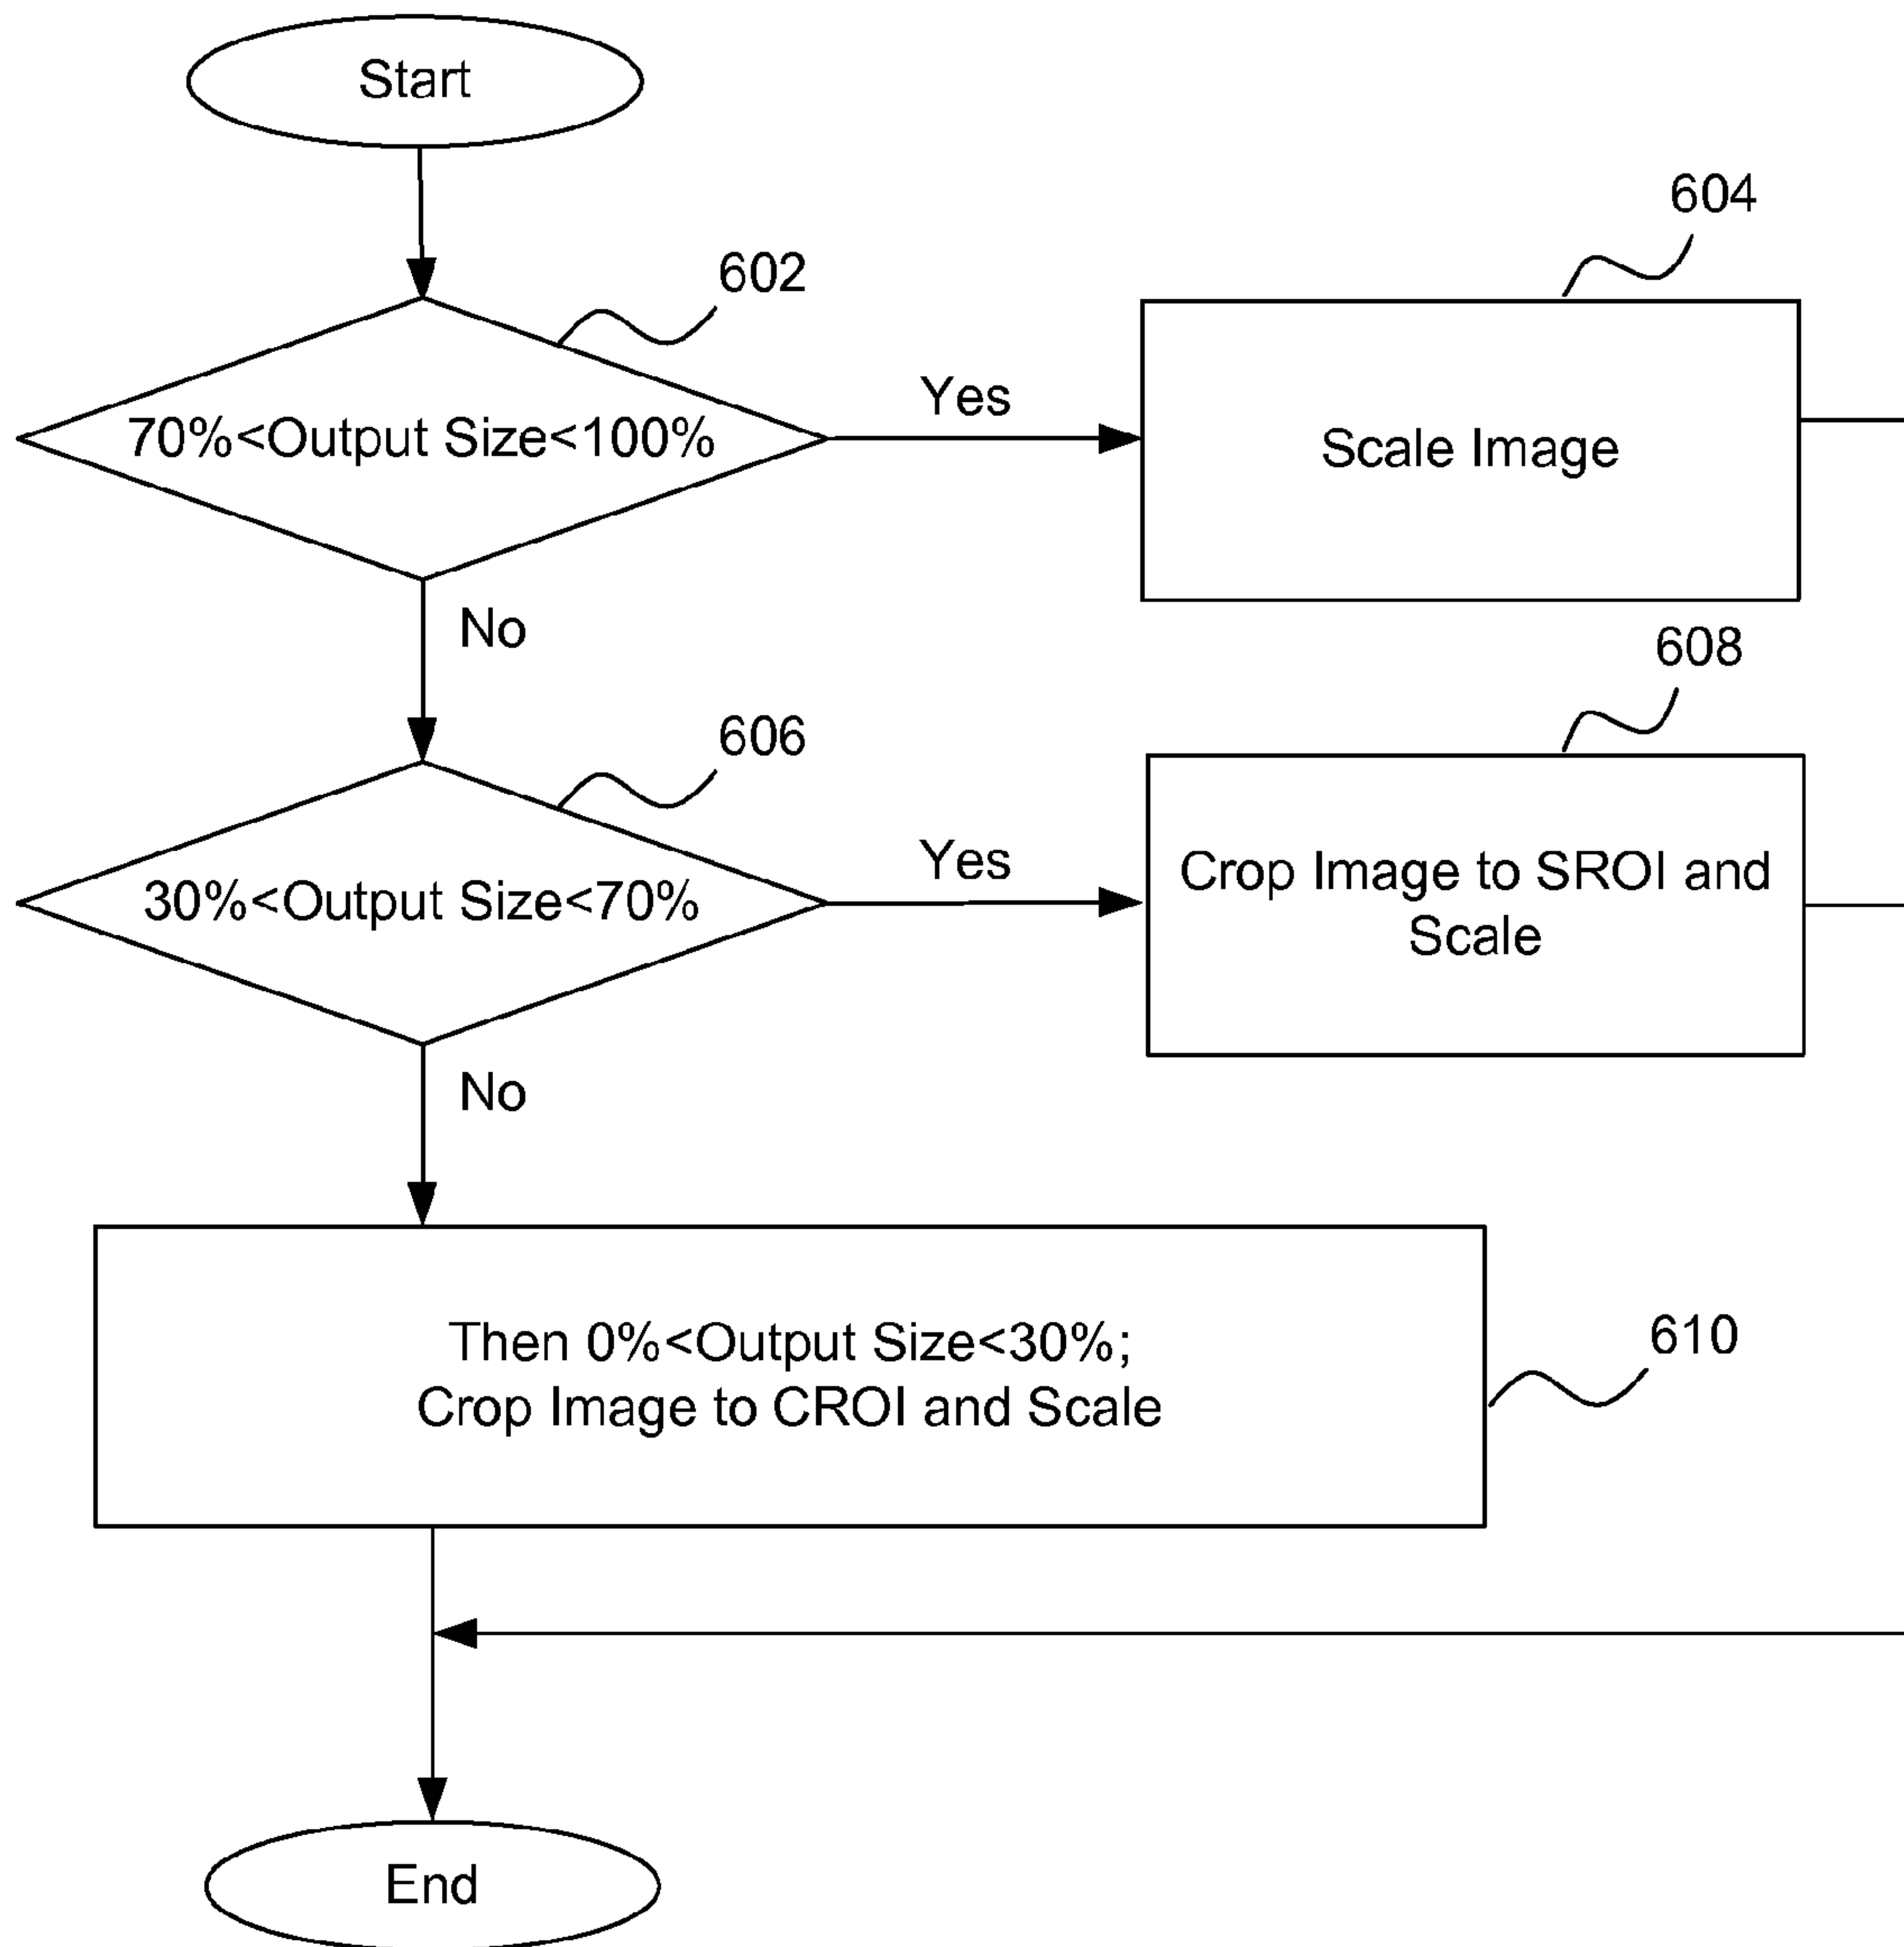 Start
602
70%<Output Size<100%
Yes
604
Scale Image
No
606
30%<Output Size<70%
Yes
608
Crop Image to SROI and
Scale
No
Then 0%<Output Size<30%;
Crop Image to CROI and Scale
610
End